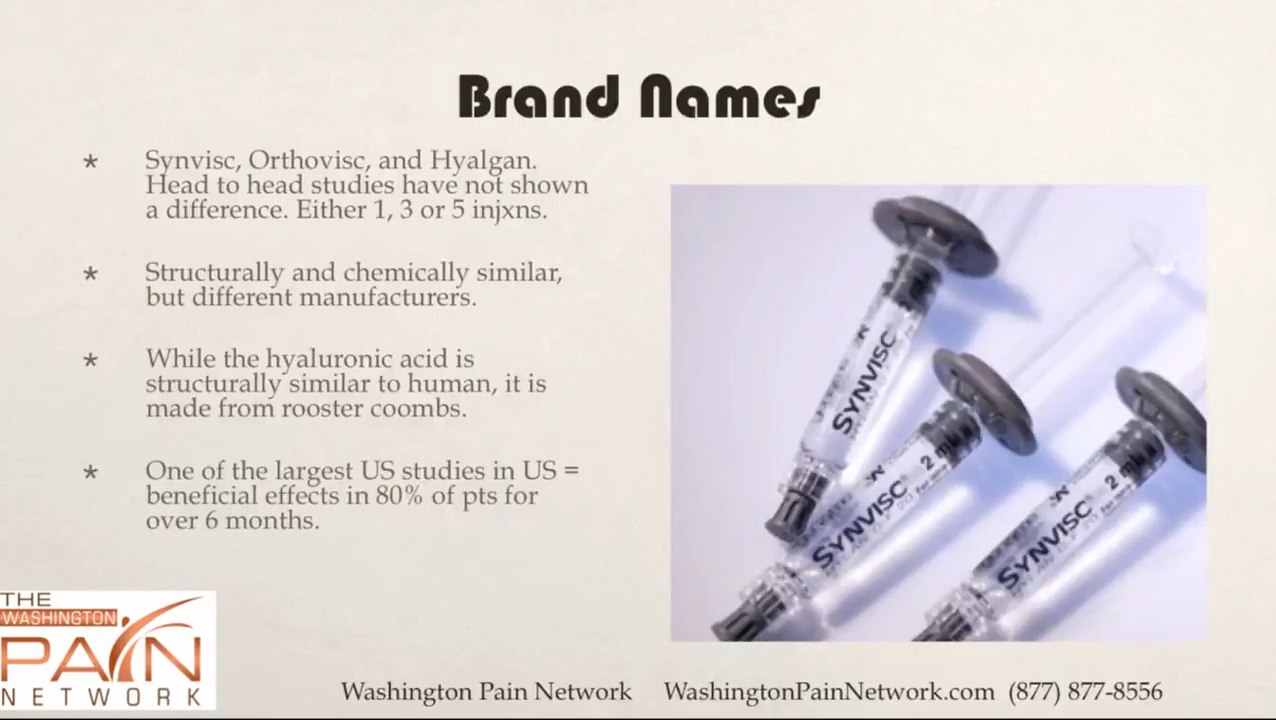 Brand Names
* Synvisc, Orthovisc, and Hyalgan.
Head to head studies have not shown
a difference. Either 1, 3 or 5 injxns.
* Structurally and chemically similar,
but different manufacturers.
* While the hyaluronic acid is
structurally similar to human, it is
made from rooster coombs.
* One of the largest US studies in US =
beneficial effects in 80% of pts for
over 6 months.
SYNVISC
2 ml
SYNVISC
2 ml
SYNVISC
THE
WASHINGTON
PAIN
NETWORK
Washington Pain Network WashingtonPainNetwork.com (877) 877-8556